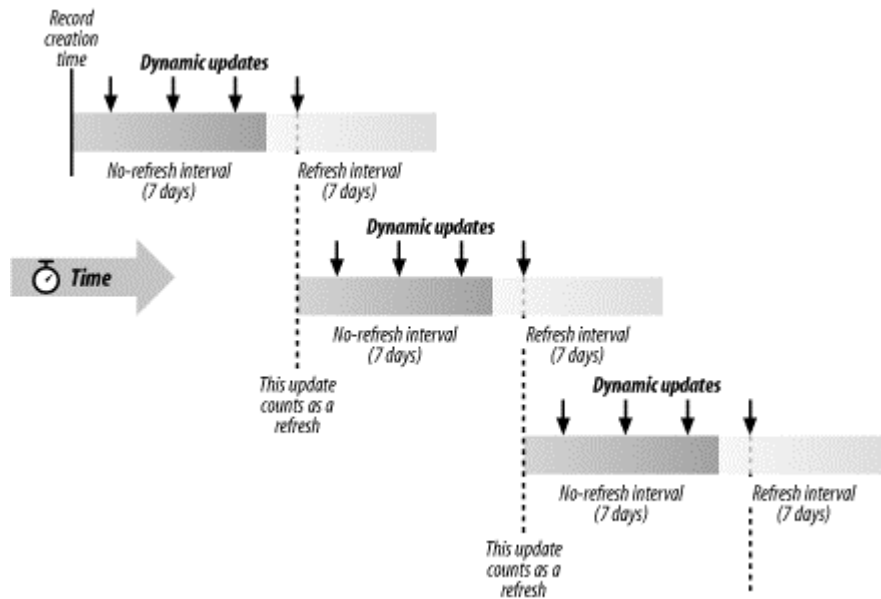 Record
creation
time
Dynamic updates
No-refresh interval
(7 days)
Refresh interval
(7 days)
Time
Dynamic updates
No-refresh interval
(7 days)
Refresh interval
(7 days)
This update
counts as a
refresh
Dynamic updates
No-refresh interval
(7 days)
Refresh interval
(7 days)
This update
counts as a
refresh